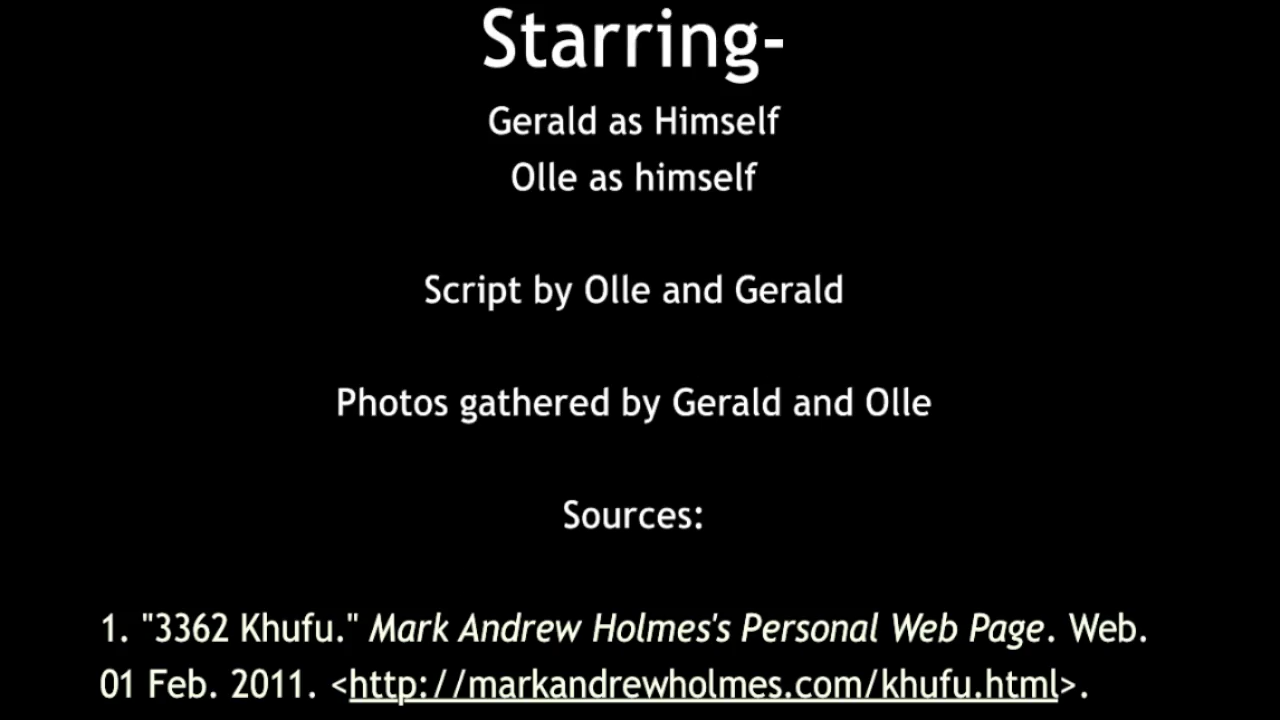 Starring-
Gerald as Himself
Olle as himself
Script by Olle and Gerald
Photos gathered by Gerald and Olle
Sources:
1. "3362 Khufu." Mark Andrew Holmes's Personal Web Page. Web.
01 Feb. 2011. <http://markandrewholmes.com/khufu.html>.